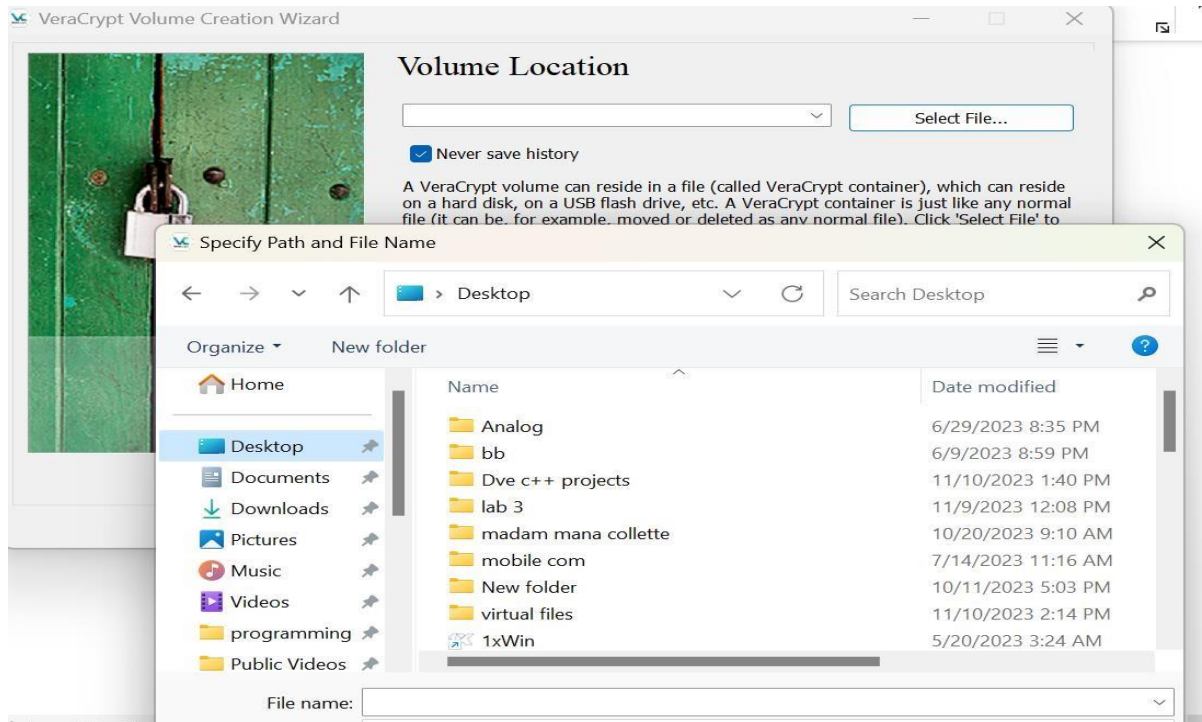 VeraCrypt Volume Creation Wizard
Volume Location
Select File...
Never save history
A VeraCrypt volume can reside in a file (called VeraCrypt container), which can reside
on a hard disk, on a USB flash drive, etc. A VeraCrypt container is just like any normal
file (it can be, for example, moved or deleted as any normal file). Click 'Select File' to
Specify Path and File Name
> Desktop
Search Desktop
Organize
New folder
Home
Desktop
Documents
Downloads
Pictures
Music
Videos
programming
Public Videos
Name Date modified
Analog 6/29/2023 8:35 PM
bb 6/9/2023 8:59 PM
Dve c++ projects 11/10/2023 1:40 PM
lab 3 11/9/2023 12:08 PM
madam mana collette 10/20/2023 9:10 AM
mobile com 7/14/2023 11:16 AM
New folder 10/11/2023 5:03 PM
virtual files 11/10/2023 2:14 PM
1xWin 5/20/2023 3:24 AM
File name: